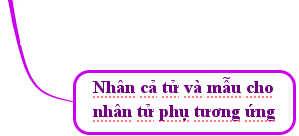 Nhân cả tử và mẫu cho
nhân tử phụ tương ứng